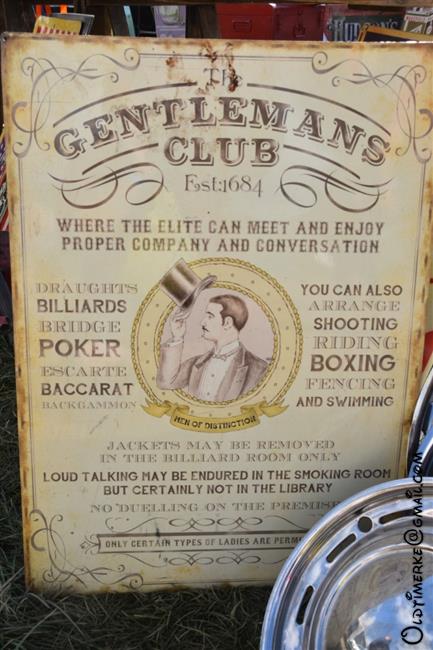 The
GENTLEMANS
CLUB
Est:1684
WHERE THE ELITE CAN MEET AND ENJOY
PROPER COMPANY AND CONVERSATION
DRAUGHTS
BILLIARDS
BRIDGE
POKER
ESCARTE
BACCARAT
BACKGAMMON
MEN OF DISTINCTION
YOU CAN ALSO
ARRANGE
SHOOTING
RIDING
BOXING
FENCING
AND SWIMMING
JACKETS MAY BE REMOVED
IN THE BILLIARD ROOM ONLY
LOUD TALKING MAY BE ENDURED IN THE SMOKING ROOM
BUT CERTAINLY NOT IN THE LIBRARY
NO DUELLING ON THE PREMISE
ONLY CERTAIN TYPES OF LADIES ARE PERM
Oldtimerke@gmail.com